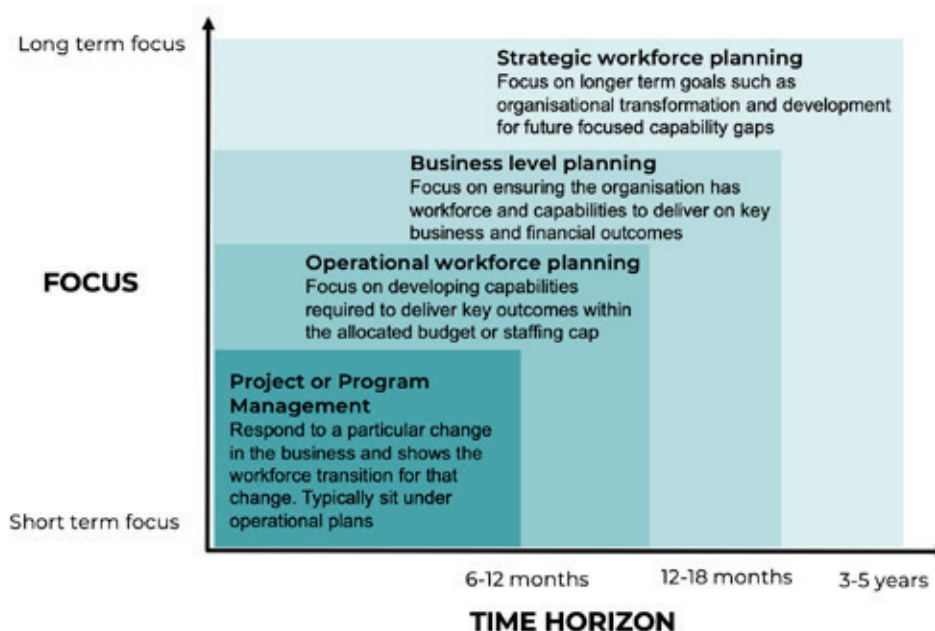 Long term focus
Strategic workforce planning
Focus on longer term goals such as
organisational transformation and development
for future focused capability gaps
Business level planning
Focus on ensuring the organisation has
workforce and capabilities to deliver on key
business and financial outcomes
FOCUS
Operational workforce planning
Focus on developing capabilities
required to deliver key outcomes within
the allocated budget or staffing cap
Project or Program
Management
Respond to a particular change
in the business and shows the
workforce transition for that
change. Typically sit under
operational plans
Short term focus
6-12 months
12-18 months
3-5 years
TIME HORIZON